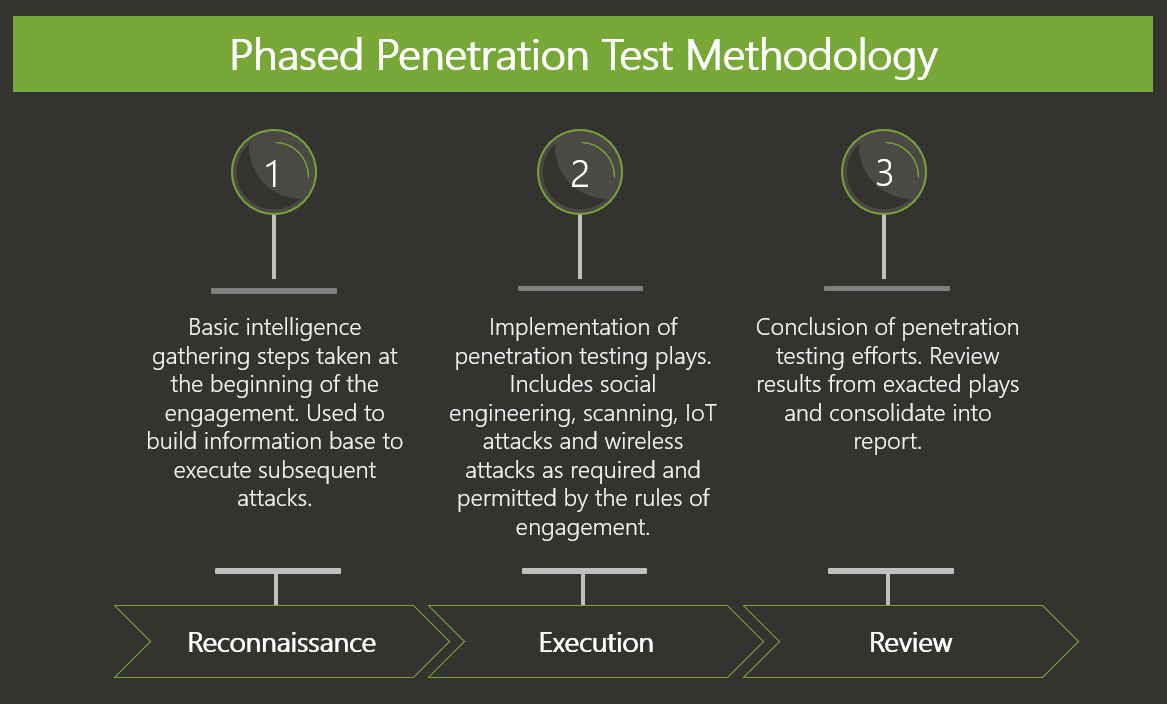 Phased Penetration Test Methodology
1
Basic intelligence
gathering steps taken at
the beginning of the
engagement. Used to
build information base to
execute subsequent
attacks.
Reconnaissance
2
Implementation of
penetration testing plays.
Includes social
engineering, scanning, IoT
attacks and wireless
attacks as required and
permitted by the rules of
engagement.
Execution
3
Conclusion of penetration
testing efforts. Review
results from exacted plays
and consolidate into
report.
Review